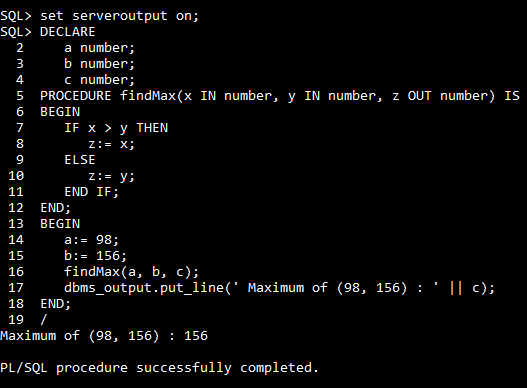 SQL> set serveroutput on;
SQL> DECLARE
  2     a number;
  3     b number;
  4     c number;
  5  PROCEDURE findMax(x IN number, y IN number, z OUT number) IS
  6  BEGIN
  7     IF x > y THEN
  8        z:= x;
  9     ELSE
 10        z:= y;
 11     END IF;
 12  END;
 13  BEGIN
 14     a:= 98;
 15     b:= 156;
 16     findMax(a, b, c);
 17     dbms_output.put_line(' Maximum of (98, 156) : ' || c);
 18  END;
 19  /
Maximum of (98, 156) : 156

PL/SQL procedure successfully completed.